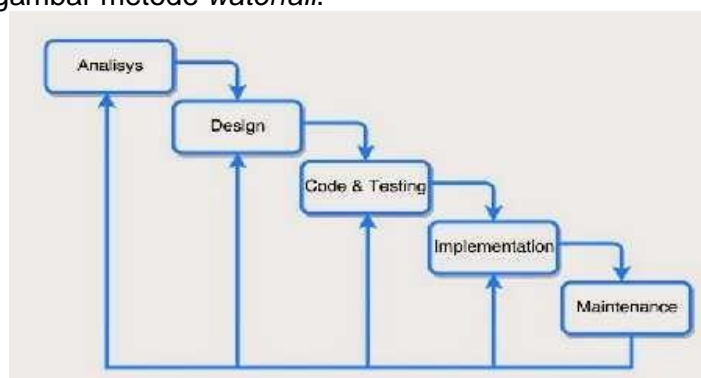 gambar metode waterfall.
Analisys
Design
Code & Testing
Implementation
Maintenance